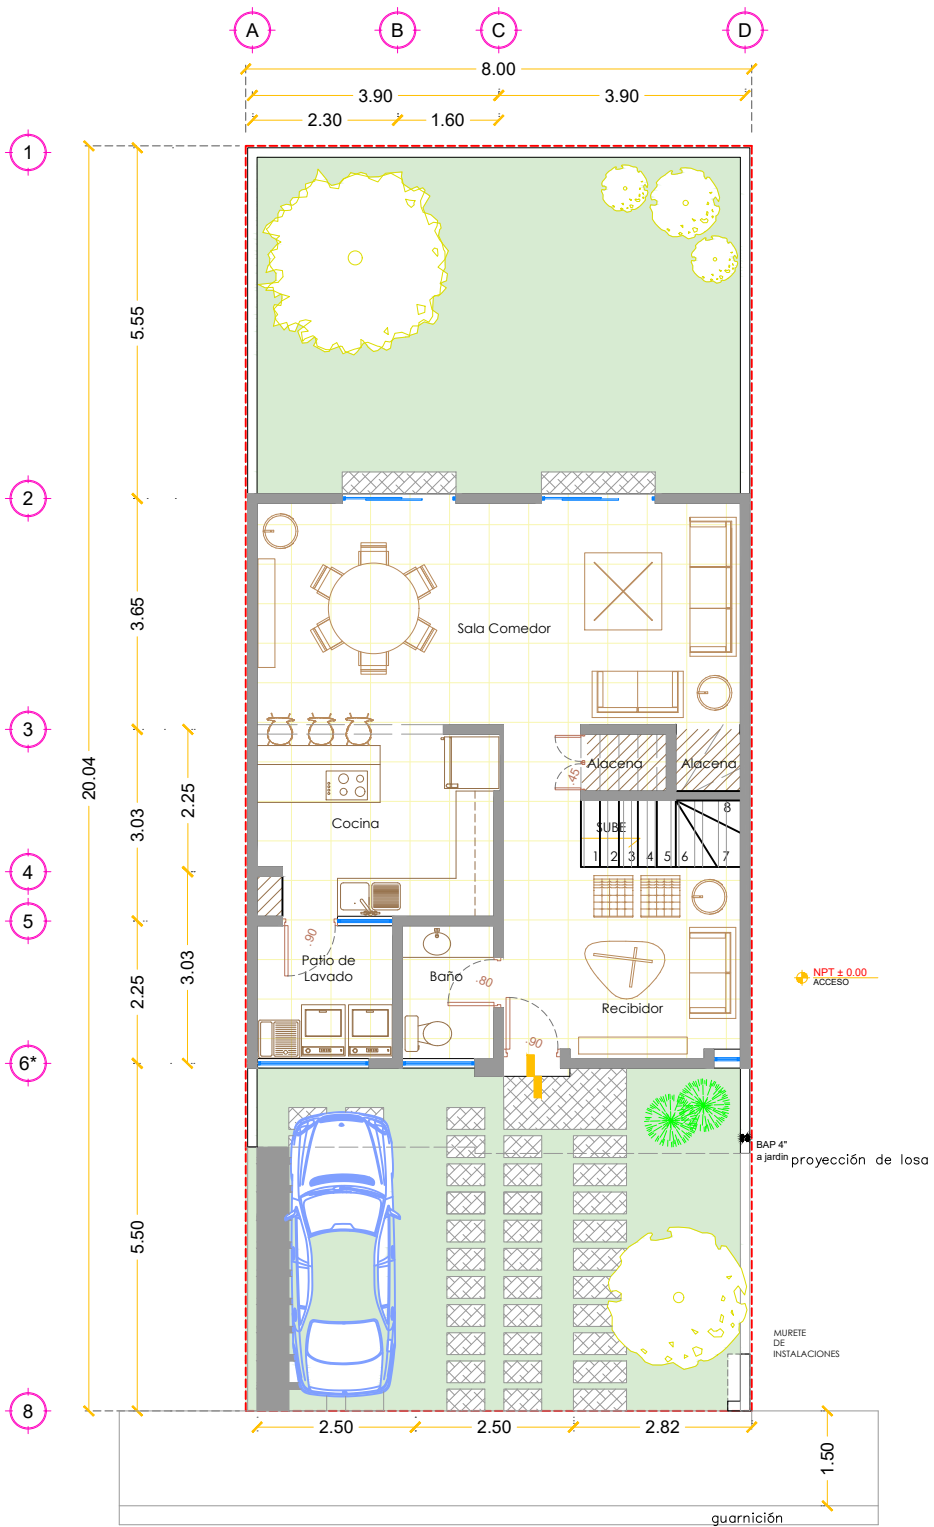 A
B
C
D
8.00
3.90
3.90
2.30
1.60
1
5.55
2
3.65
Sala Comedor
3
20.04
3.03
2.25
Alacena
Alacena
.45
Cocina
SUBE
8
1
2
3
4
5
6
7
4
5
.90
Patio de
Lavado
Baño
.80
3.03
2.25
NPT ± 0.00
ACCESO
Recibidor
.90
6*
BAP 4"
a jardin
proyección de losa
5.50
MURETE
DE
INSTALACIONES
8
2.50
2.50
2.82
1.50
guarnición